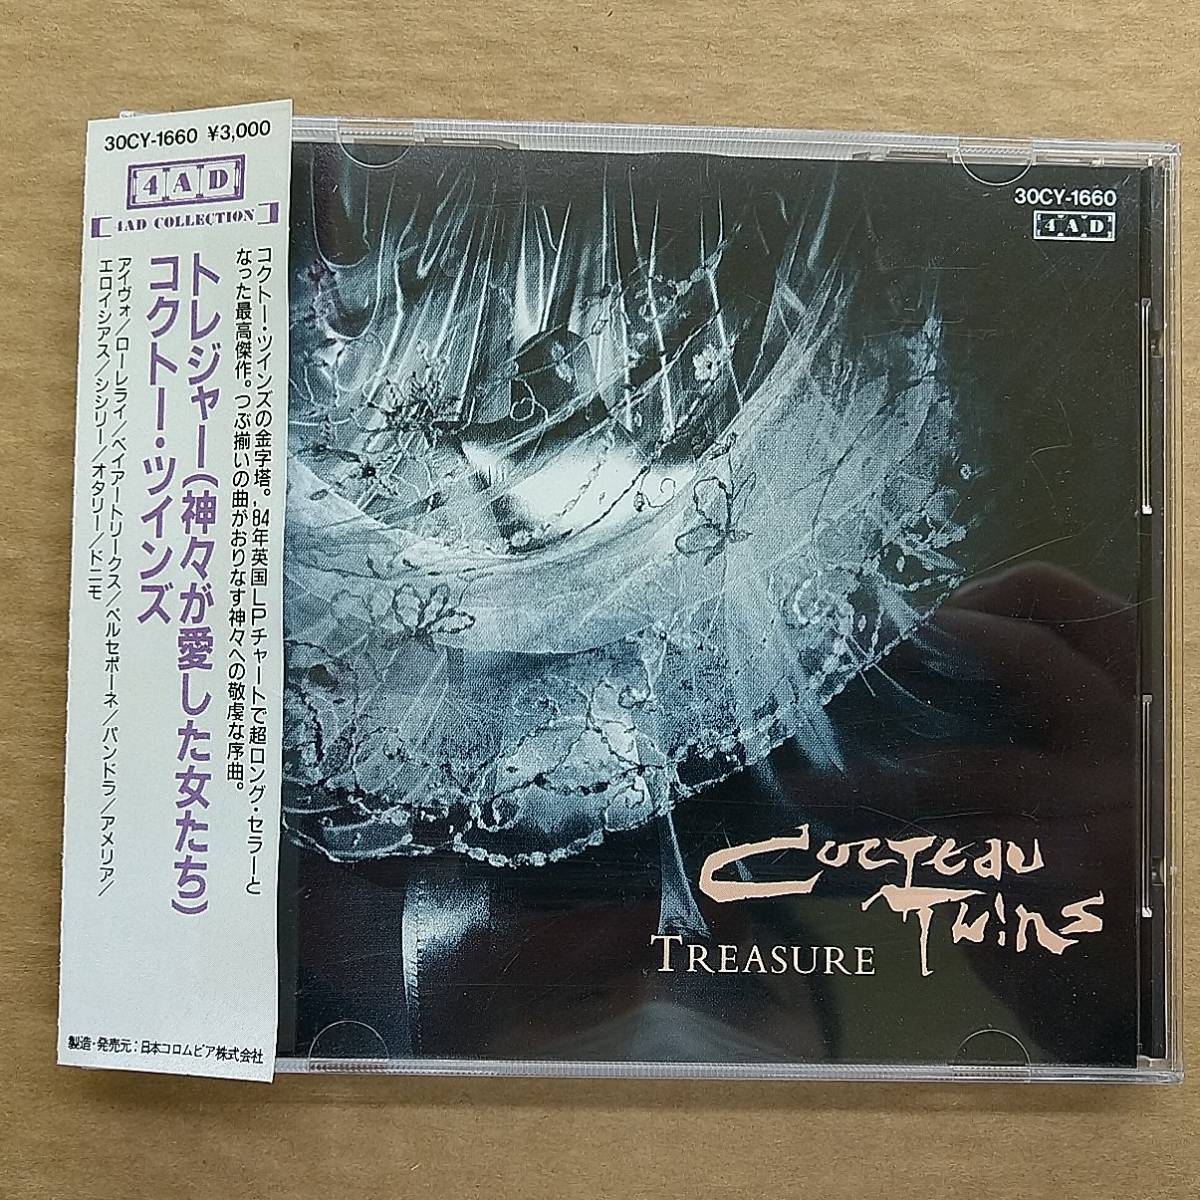 30CY-1660 ¥3,000
4AD
4AD COLLECTION
コクトー・ツインズの金字塔。'84年英国LPチャートで超ロング・セラーと
なった最高傑作。つぶ揃いの曲がおりなす神々への敬虔な序曲。
トレジャー(神々が愛した女たち)
コクトー・ツインズ
アイヴォ/ローレライ/ベイアートリークス/ペルセポーネ/パンドラ/アメリア/
エロイシアス/シシリー/オタリー/ドニモ
製造・発売元:日本コロムビア株式会社
30CY-1660
4AD
Cocteau
Twins
TREASURE